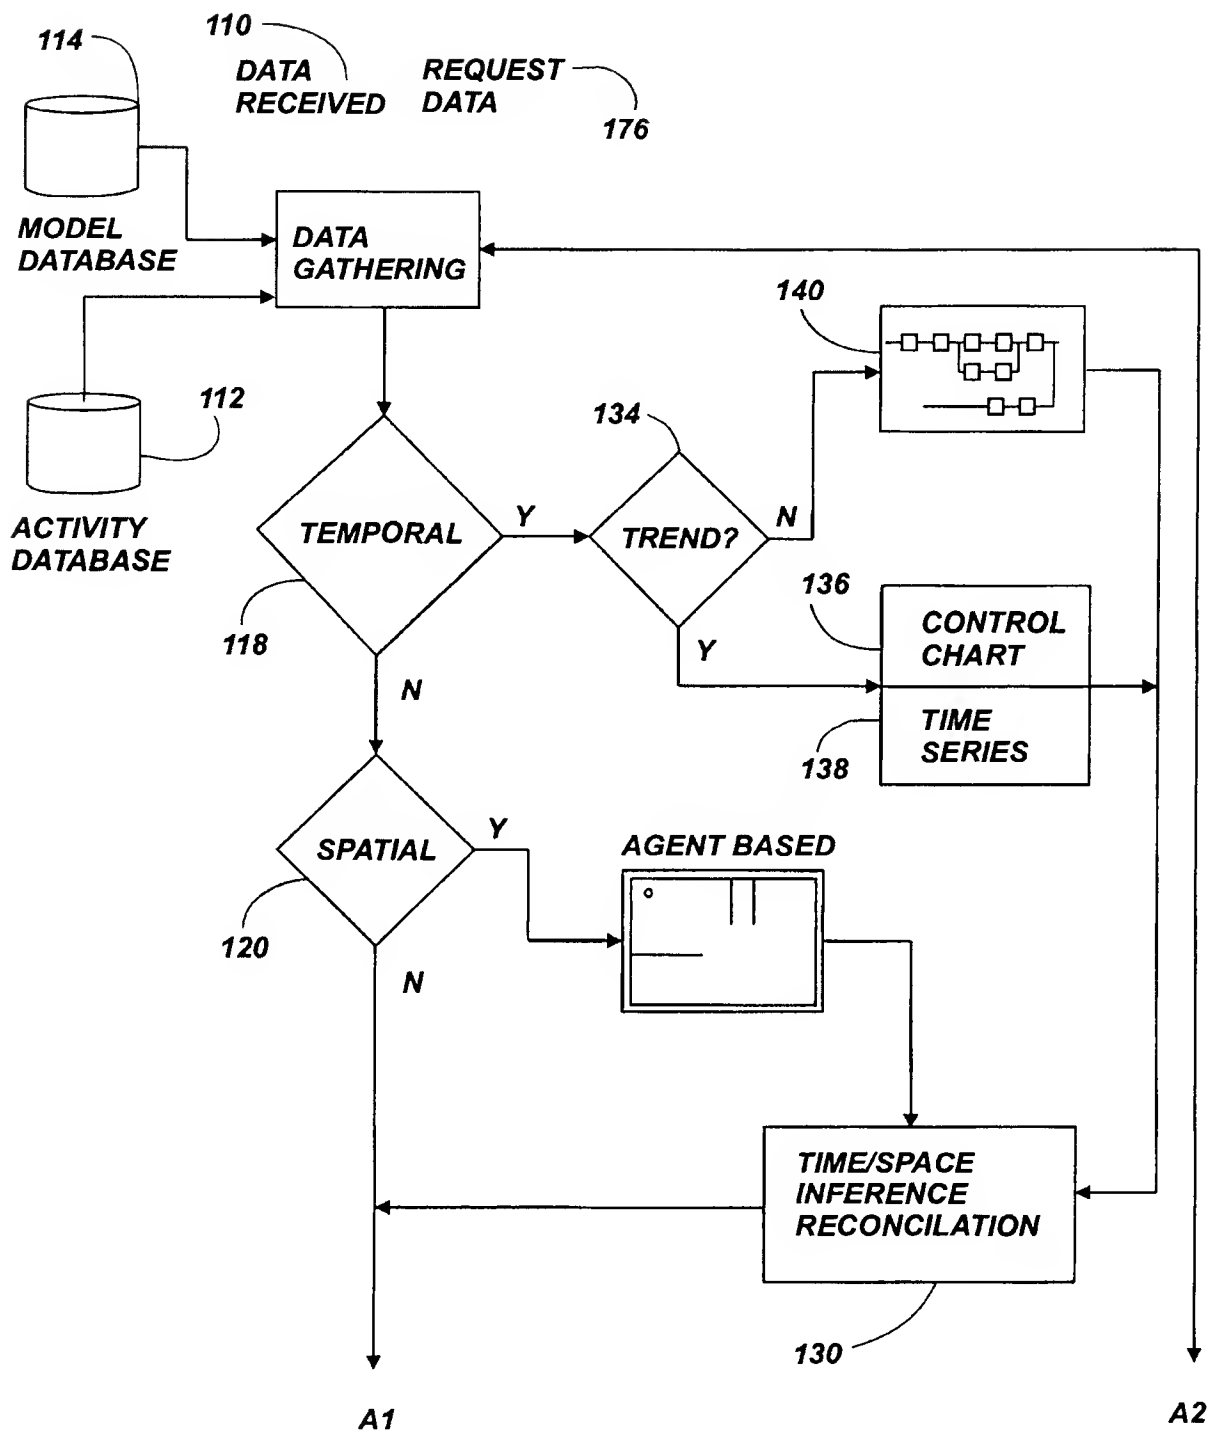 110
114
DATA
RECEIVED
REQUEST
DATA
176
MODEL
DATABASE
DATA
GATHERING
140
112
134
ACTIVITY
DATABASE
TEMPORAL
Y
TREND?
N
118
136
CONTROL
CHART
Y
N
TIME
SERIES
138
SPATIAL
Y
AGENT BASED
120
N
TIME/SPACE
INFERENCE
RECONCILATION
130
A1
A2